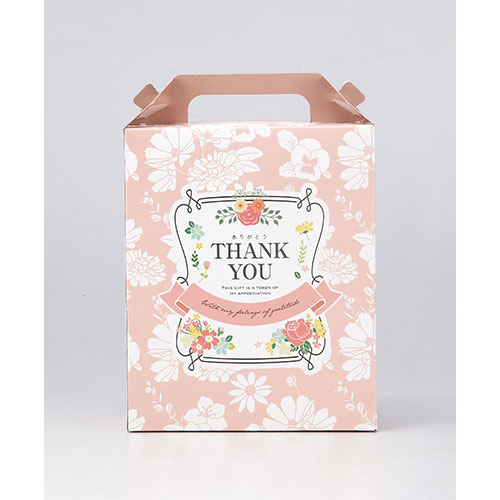 ありがとう
THANK
YOU
THIS GIFT IS A TOKEN OF
MY APPRECIATION
With my feelings of gratitude